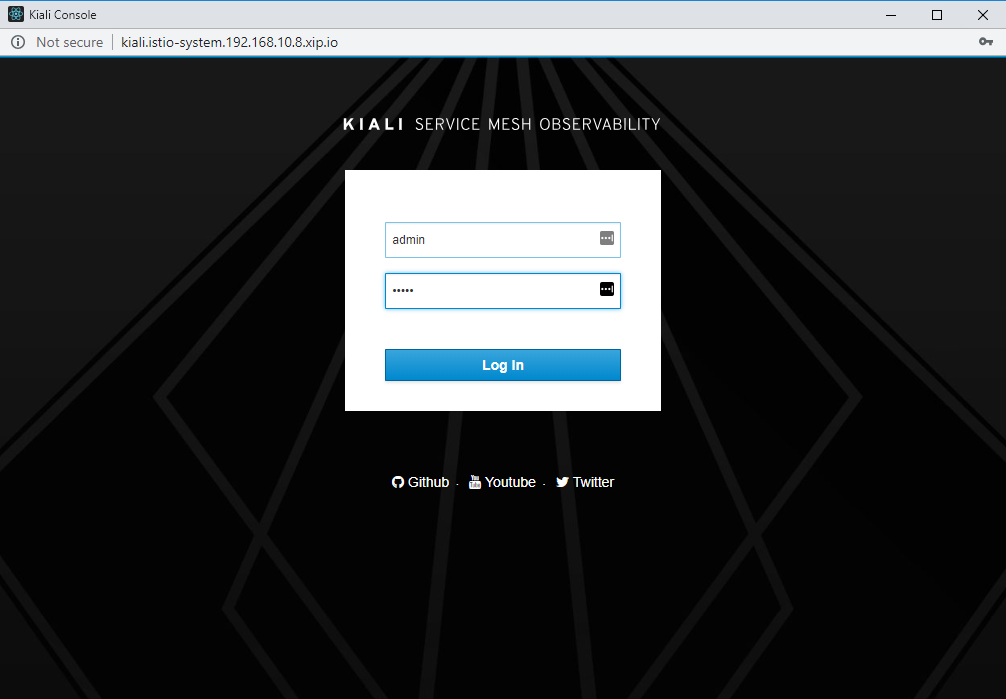 Kiali Console
Not secure kiali.istio-system.192.168.10.8.xip.io
KIALI SERVICE MESH OBSERVABILITY
admin
•••••
Log In
Github . Youtube . Twitter